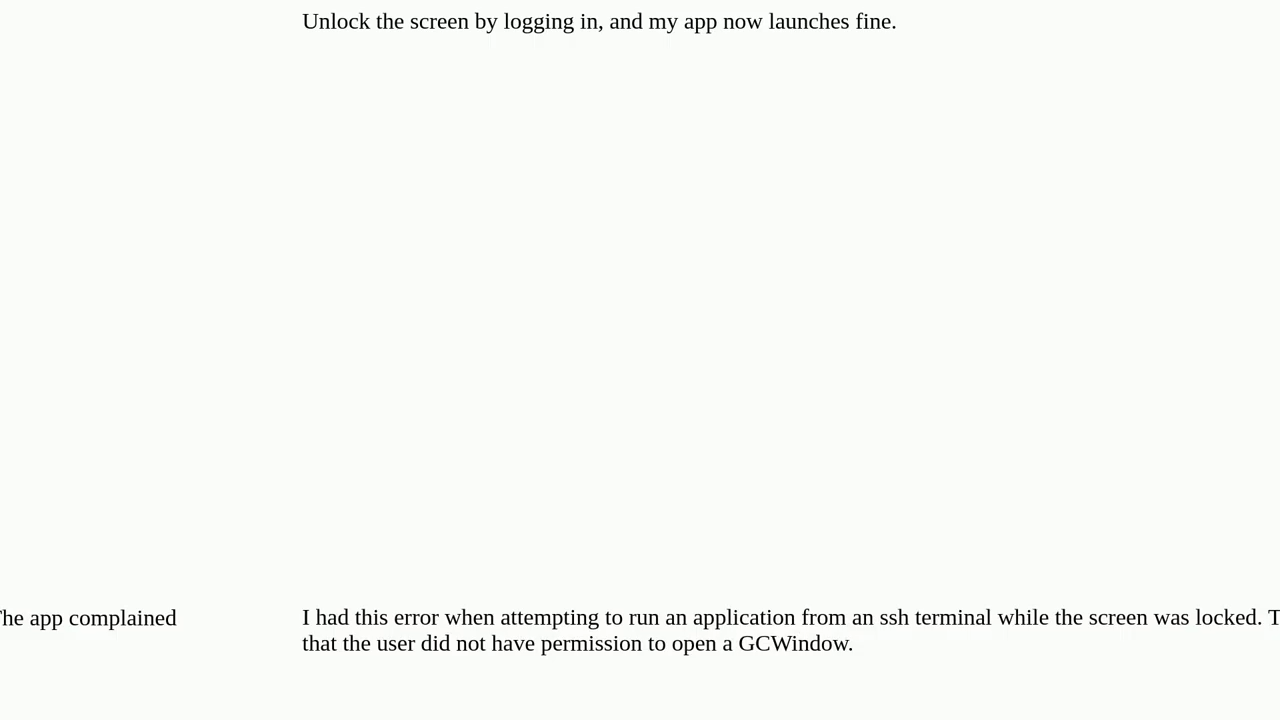 Unlock the screen by logging in, and my app now launches fine.
The app complained
I had this error when attempting to run an application from an ssh terminal while the screen was locked. T
that the user did not have permission to open a GCWindow.